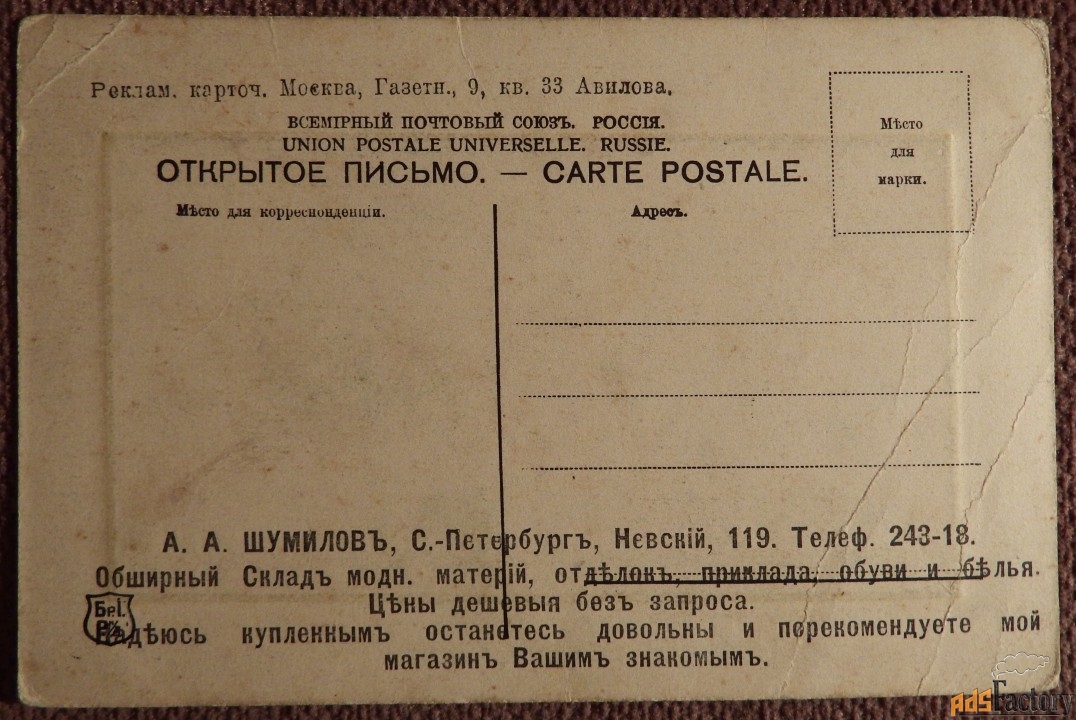 Реклам. карточ. Москва, Газетн., 9, кв. 33 Авилова.
ВСЕМІРНЫЙ ПОЧТОВЫЙ СОЮЗЪ. РОССІЯ.
UNION POSTALE UNIVERSELLE. RUSSIE.
ОТКРЫТОЕ ПИСЬМО. — CARTE POSTALE.
Мѣсто
для
марки.
Мѣсто для корреспонденціи.
Адресъ.
А. А. ШУМИЛОВЪ, С.-Петербургъ, Невскій, 119. Телеф. 243-18.
Обширный Складъ модн. матерій, отдѣлокъ, приклада, обуви и бѣлья.
Цѣны дешевыя безъ запроса.
Надѣюсь купленнымъ останетесь довольны и порекомендуете мой
магазинъ Вашимъ знакомымъ.
AdsFactory